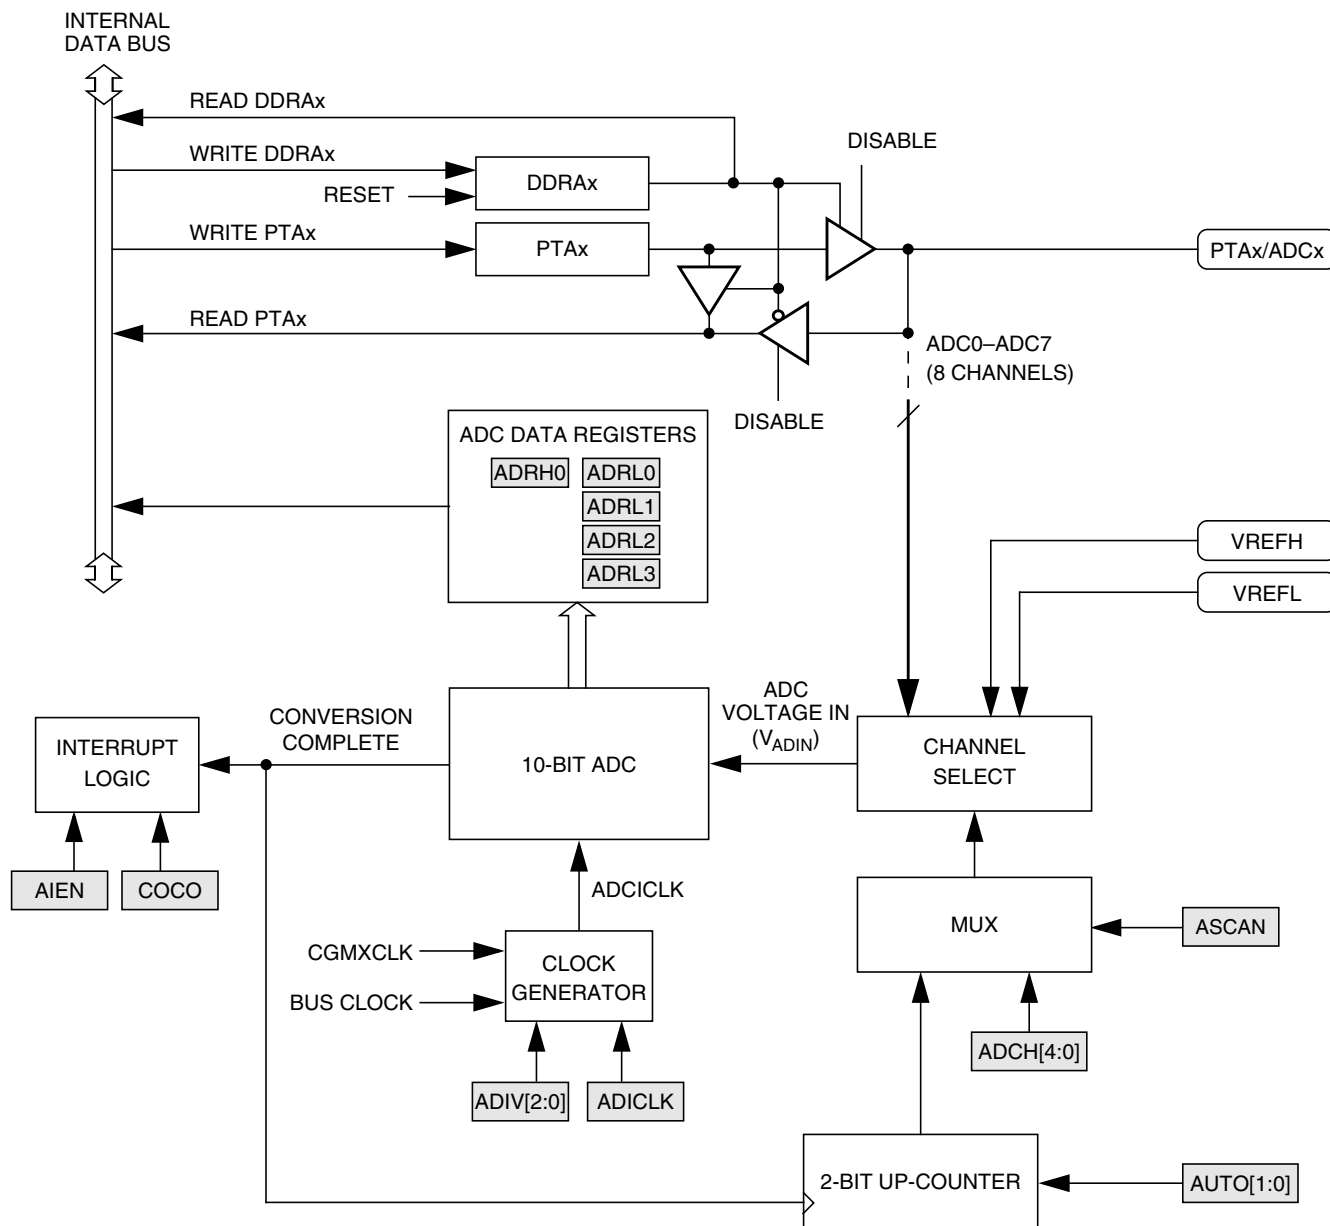 INTERNAL
DATA BUS
READ DDRAx
WRITE DDRAx
RESET
DDRAx
DISABLE
WRITE PTAx
PTAx
PTAx/ADCx
READ PTAx
DISABLE
ADC0–ADC7
(8 CHANNELS)
ADC DATA REGISTERS
ADRH0 ADRL0
ADRL1
ADRL2
ADRL3
VREFH
VREFL
INTERRUPT
LOGIC
CONVERSION
COMPLETE
10-BIT ADC
ADC
VOLTAGE IN
(VADIN)
CHANNEL
SELECT
AIEN
COCO
ADCICLK
MUX
ASCAN
CGMXCLK
BUS CLOCK
CLOCK
GENERATOR
ADCH[4:0]
ADIV[2:0]
ADICLK
2-BIT UP-COUNTER
AUTO[1:0]